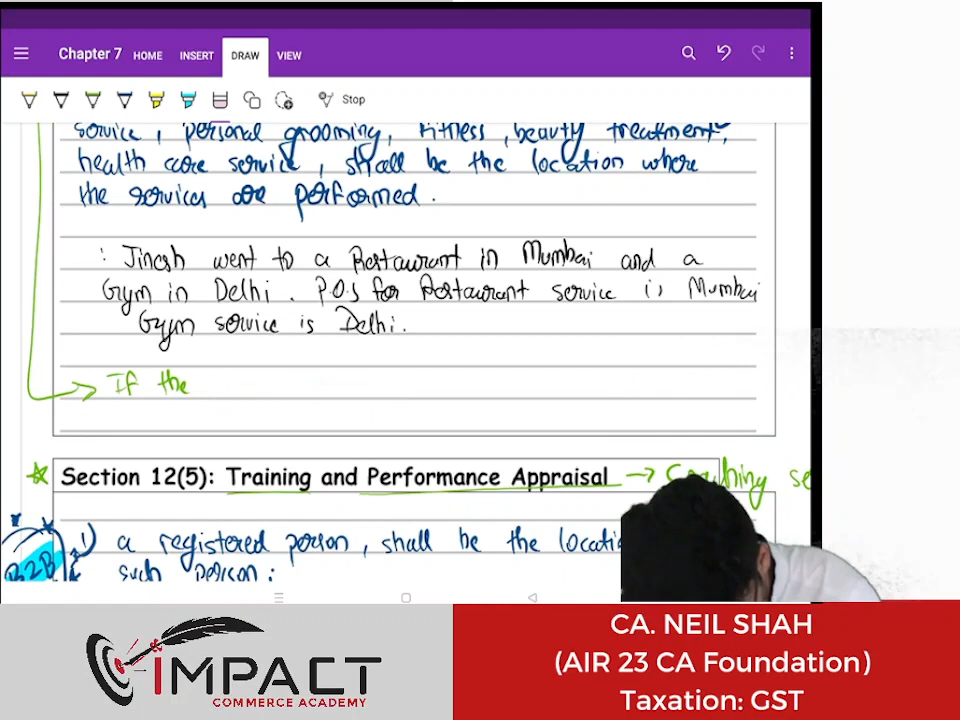 Chapter 7 HOME INSERT DRAW VIEW
Stop
service, personal grooming, Fitness, beauty treatment,
health care service, shall be the location where
the services are performed.
: Jinesh went to a Restaurant in Mumbai and a
Gym in Delhi. P.O.S for Restaurant service is Mumbai
Gym service is Delhi.
If the
Section 12(5): Training and Performance Appraisal → Coaching se
1) a registered person, shall be the locati
B2B such person:
IMPACT
COMMERCE ACADEMY
CA. NEIL SHAH
(AIR 23 CA Foundation)
Taxation: GST